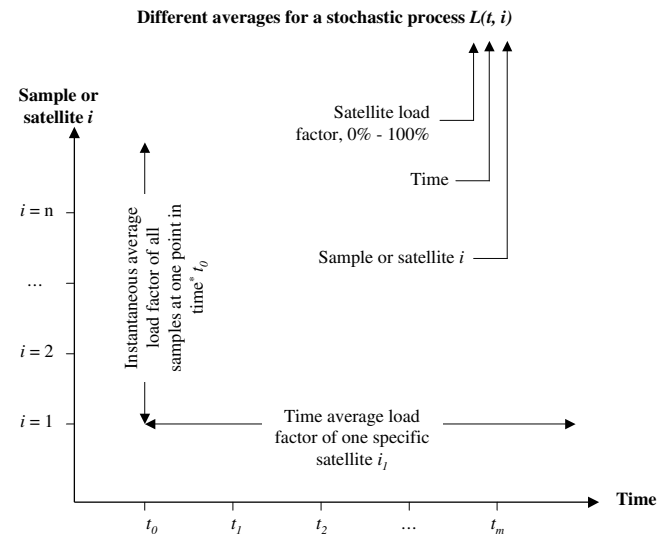 Different averages for a stochastic process L(t, i)
Sample or
satellite i
Satellite load
factor, 0% - 100%
Time
Sample or satellite i
i = n
…
i = 2
i = 1
Instantaneous average
load factor of all
samples at one point in
time* t0
Time average load
factor of one specific
satellite i1
Time
t0
t1
t2
…
tm